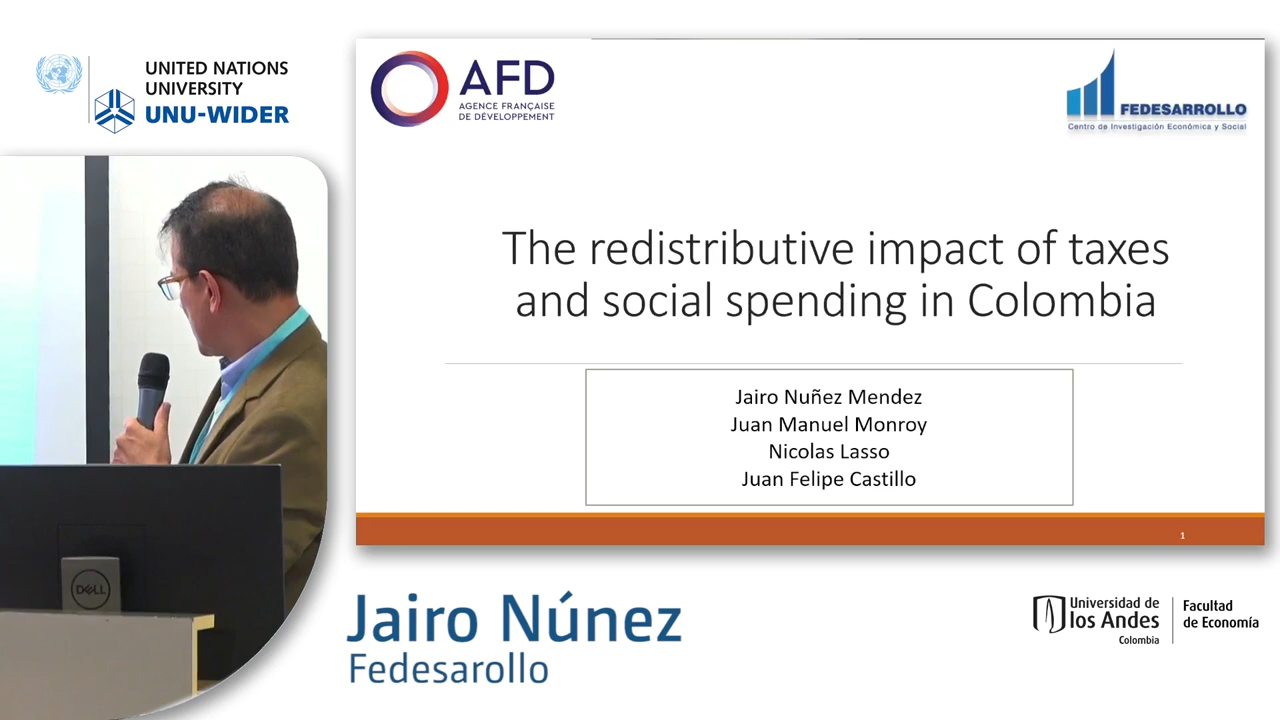 UNITED NATIONS
UNIVERSITY
UNU-WIDER
AFD
AGENCE FRANÇAISE
DE DÉVELOPPEMENT
FEDESARROLLO
Centro de Investigación Económica y Social
The redistributive impact of taxes
and social spending in Colombia
Jairo Nuñez Mendez
Juan Manuel Monroy
Nicolas Lasso
Juan Felipe Castillo
1
DELL
Jairo Núnez
Fedesarollo
Universidad de
los Andes
Colombia
Facultad
de Economía